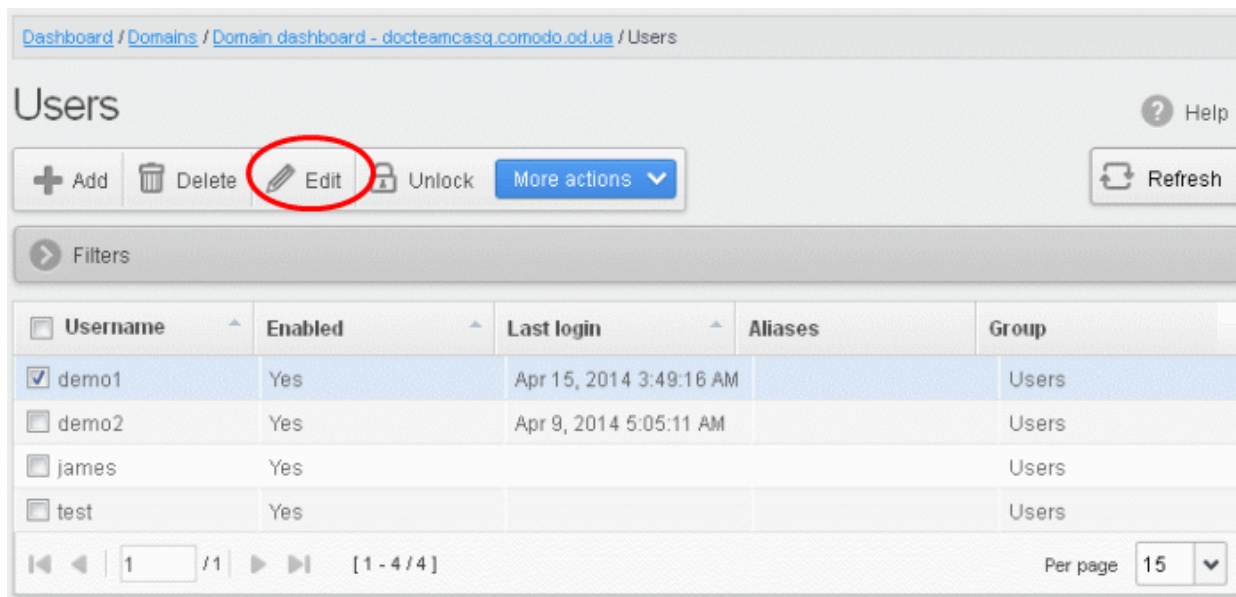 Dashboard / Domains / Domain dashboard - docteamcasg.comodo.od.ua / Users
Users
Help
Add Delete Edit Unlock More actions Refresh
Filters
Username Enabled Last login Aliases Group
demo1 Yes Apr 15, 2014 3:49:16 AM Users
demo2 Yes Apr 9, 2014 5:05:11 AM Users
james Yes Users
test Yes Users
1 /1 [1 - 4 / 4] Per page 15